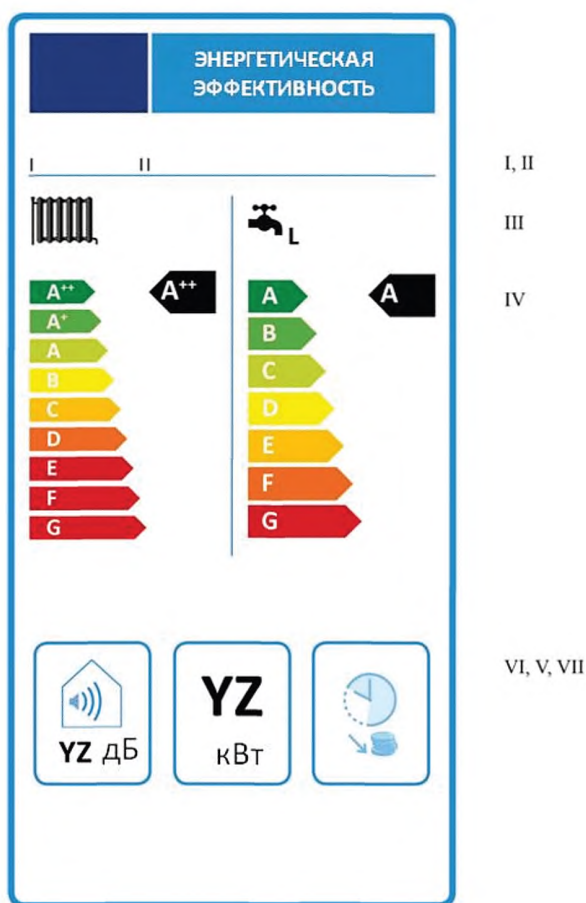 ЭНЕРГЕТИЧЕСКАЯ
ЭФФЕКТИВНОСТЬ
I II
I, II
L
III
A++ A++
A+
A
B
C
D
E
F
G
A A
B
C
D
E
F
G
IV
YZ дБ
YZ
кВт
VI, V, VII